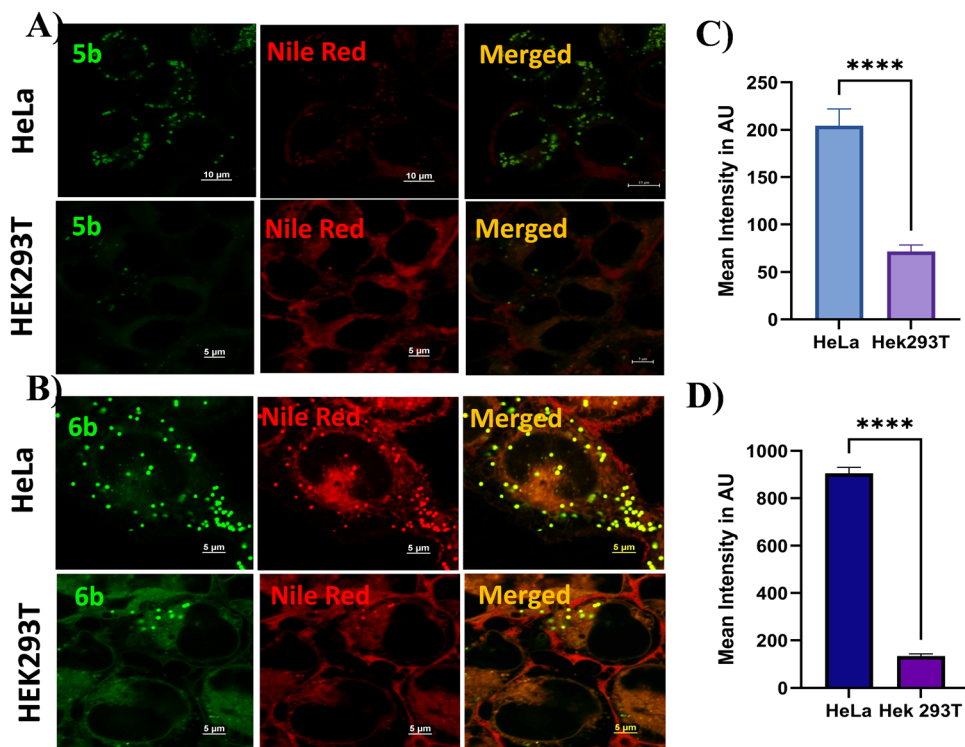 A)
5b
Nile Red
Merged
HeLa
10 µm
10 µm
5b
Nile Red
Merged
HEK293T
5 µm
5 µm
B)
6b
Nile Red
Merged
HeLa
5 µm
5 µm
5 µm
6b
Nile Red
Merged
HEK293T
5 µm
5 µm
5 µm
C)
****
Mean Intensity in AU
250
200
150
100
50
0
HeLa Hek293T
D)
****
Mean Intensity in AU
1000
800
600
400
200
0
HeLa Hek 293T